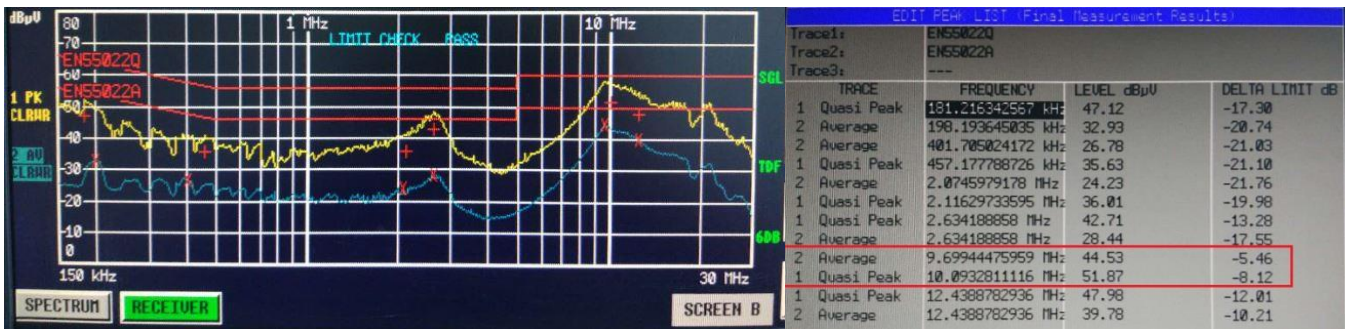 dBµV
80
1 MHz
10 MHz
70
LIMIT CHECK PASS
EN55022Q
60
SGL
EN55022A
1 PK
CLRWR
50
40
2 AV
CLRWR
30
TDF
20
10
6DB
0
150 kHz
30 MHz
SPECTRUM
RECEIVER
SCREEN B
EDIT PEAK LIST (Final Measurement Results)
Trace1: EN55022Q
Trace2: EN55022A
Trace3: ---
TRACE FREQUENCY LEVEL dBµV DELTA LIMIT dB
1 Quasi Peak 181.216342567 kHz 47.12 -17.30
2 Average 198.193645035 kHz 32.93 -20.74
2 Average 401.705024172 kHz 26.78 -21.03
1 Quasi Peak 457.177788726 kHz 35.63 -21.10
2 Average 2.0745979178 MHz 24.23 -21.76
1 Quasi Peak 2.11629733595 MHz 36.01 -19.98
1 Quasi Peak 2.634188858 MHz 42.71 -13.28
2 Average 2.634188858 MHz 28.44 -17.55
2 Average 9.69944475959 MHz 44.53 -5.46
1 Quasi Peak 10.0932811116 MHz 51.87 -8.12
1 Quasi Peak 12.4388782936 MHz 47.98 -12.01
2 Average 12.4388782936 MHz 39.78 -10.21